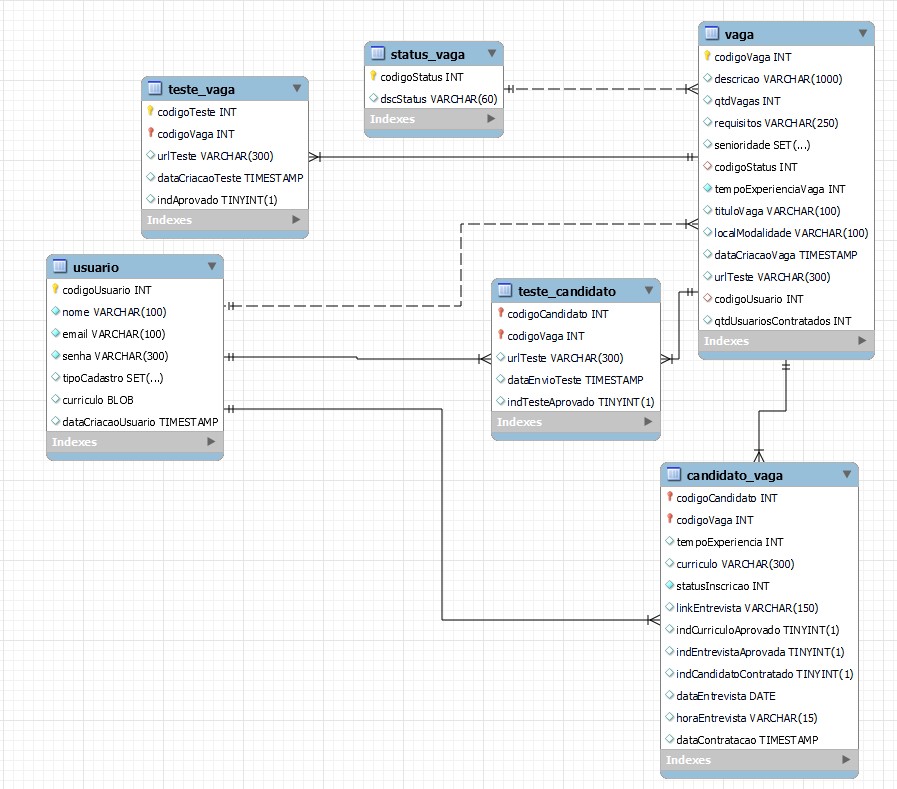 teste_vaga
codigoTeste INT
codigoVaga INT
urlTeste VARCHAR(300)
dataCriacaoTeste TIMESTAMP
indAprovado TINYINT(1)
Indexes
status_vaga
codigoStatus INT
dscStatus VARCHAR(60)
Indexes
vaga
codigoVaga INT
descricao VARCHAR(1000)
qtdVagas INT
requisitos VARCHAR(250)
senioridade SET(...)
codigoStatus INT
tempoExperienciaVaga INT
tituloVaga VARCHAR(100)
localModalidade VARCHAR(100)
dataCriacaoVaga TIMESTAMP
urlTeste VARCHAR(300)
codigoUsuario INT
qtdUsuariosContratados INT
Indexes
usuario
codigoUsuario INT
nome VARCHAR(100)
email VARCHAR(100)
senha VARCHAR(300)
tipoCadastro SET(...)
curriculo BLOB
dataCriacaoUsuario TIMESTAMP
Indexes
teste_candidato
codigoCandidato INT
codigoVaga INT
urlTeste VARCHAR(300)
dataEnvioTeste TIMESTAMP
indTesteAprovado TINYINT(1)
Indexes
candidato_vaga
codigoCandidato INT
codigoVaga INT
tempoExperiencia INT
curriculo VARCHAR(300)
statusInscricao INT
linkEntrevista VARCHAR(150)
indCurriculoAprovado TINYINT(1)
indEntrevistaAprovada TINYINT(1)
indCandidatoContratado TINYINT(1)
dataEntrevista DATE
horaEntrevista VARCHAR(15)
dataContratacao TIMESTAMP
Indexes